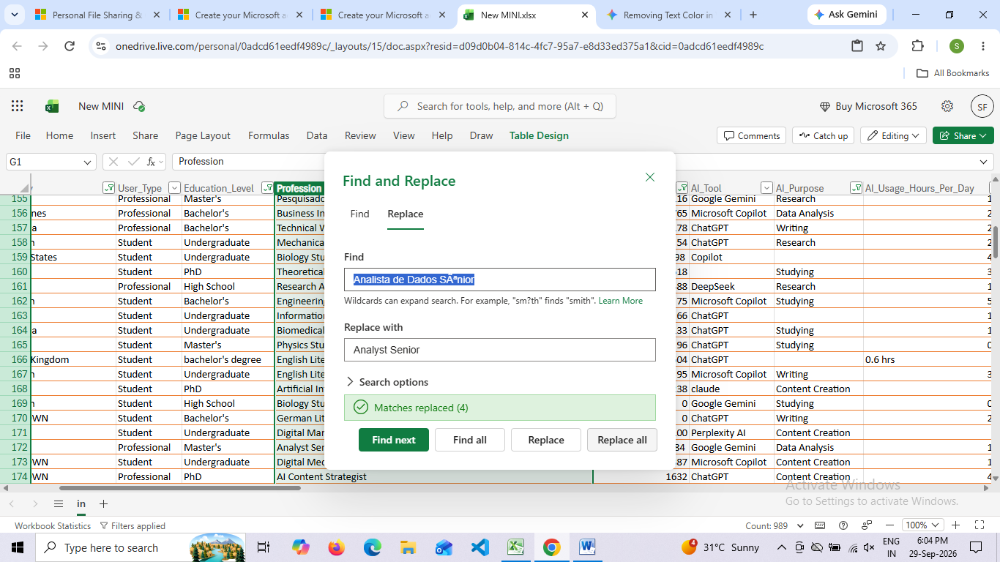 Personal File Sharing &
Create your Microsoft a
Create your Microsoft a
New MINI.xlsx
Removing Text Color in
Ask Gemini
onedrive.live.com/personal/0adcd61eedf4989c/_layouts/15/doc.aspx?resid=d09d0b04-814c-4fc7-95a7-e8d33ed375a1&cid=0adcd61eedf4989c
S
All Bookmarks
New MINI
Search for tools, help, and more (Alt + Q)
Buy Microsoft 365
SF
File Home Insert Share Page Layout Formulas Data Review View Help Draw Table Design
Comments Catch up Editing Share
G1 fx Profession
User_Type Education_Level Profession AI_Tool AI_Purpose AI_Usage_Hours_Per_Day
155 Professional Master's Pesquisado 16 Google Gemini Research 1
156 nes Professional Bachelor's Business In 765 Microsoft Copilot Data Analysis 2
157 a Professional Bachelor's Technical W 178 ChatGPT Writing 2
158 Student Undergraduate Mechanica 54 ChatGPT Research 2
159 States Student Undergraduate Biology Stu 98 Copilot 4
160 Student PhD Theoretical 518 Studying 3
161 Professional High School Research A 488 DeepSeek Research 1
162 Student Bachelor's Engineering 75 Microsoft Copilot Studying 5
163 Student Undergraduate Informatio 66 ChatGPT 1
164 a Student Undergraduate Biomedical 33 ChatGPT Studying 1
165 Student Master's Physics Stu 96 ChatGPT Studying 0
166 Kingdom Student bachelor's degree English Lite 504 ChatGPT 0.6 hrs
167 Student Undergraduate English Lite 95 Microsoft Copilot Writing 3
168 Student PhD Artificial In 238 claude Content Creation
169 Student High School Biology Stu 0 Google Gemini Studying 0
170 WN Student Bachelor's German Lit 0 ChatGPT Writing 2
171 Student Undergraduate Digital Mar 00 Perplexity AI Content Creation
172 Professional Master's Analyst Sen 84 Google Gemini Data Analysis 1
173 WN Student Undergraduate Digital Med 587 Microsoft Copilot Content Creation 1
174 WN Professional PhD AI Content Strategist 1632 ChatGPT Content Creation 4
Find and Replace
Find Replace
Find
Analista de Dados SÃªnior
Wildcards can expand search. For example, "sm?th" finds "smith". Learn More
Replace with
Analyst Senior
Search options
Matches replaced (4)
Find next Find all Replace Replace all
Activate Windows
Go to Settings to activate Windows.
in
Workbook Statistics Filters applied Count: 989 100%
Type here to search
31°C Sunny
ENG
IN
6:04 PM
29-Sep-2026